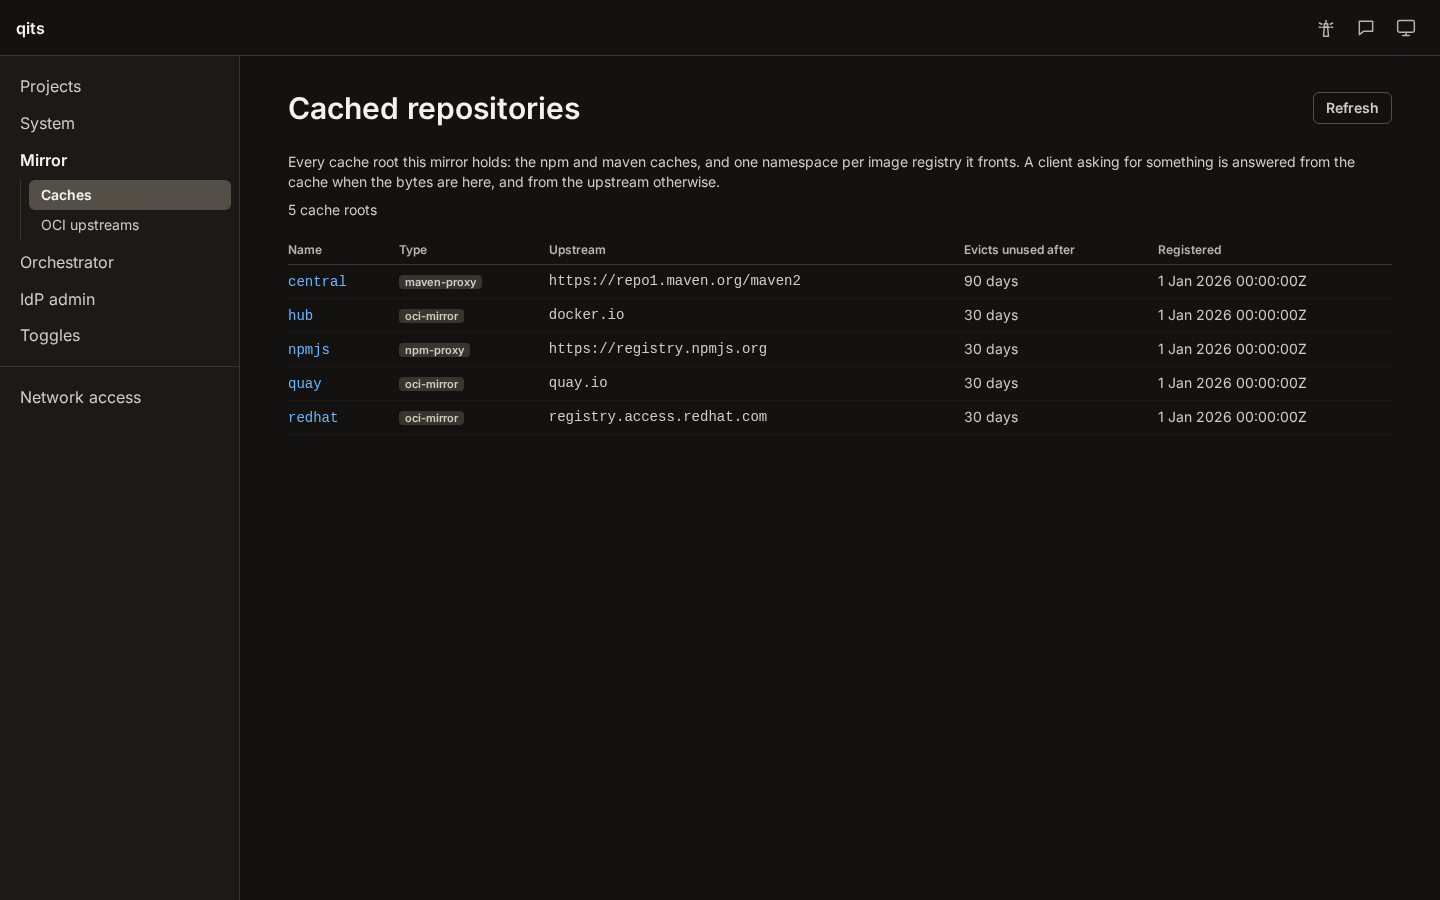 qits
Projects
System
Mirror
Caches
OCI upstreams
Orchestrator
IdP admin
Toggles
Network access
Cached repositories
Refresh
Every cache root this mirror holds: the npm and maven caches, and one namespace per image registry it fronts. A client asking for something is answered from the
cache when the bytes are here, and from the upstream otherwise.
5 cache roots
Name Type Upstream Evicts unused after Registered
central maven-proxy https://repo1.maven.org/maven2 90 days 1 Jan 2026 00:00:00Z
hub oci-mirror docker.io 30 days 1 Jan 2026 00:00:00Z
npmjs npm-proxy https://registry.npmjs.org 30 days 1 Jan 2026 00:00:00Z
quay oci-mirror quay.io 30 days 1 Jan 2026 00:00:00Z
redhat oci-mirror registry.access.redhat.com 30 days 1 Jan 2026 00:00:00Z